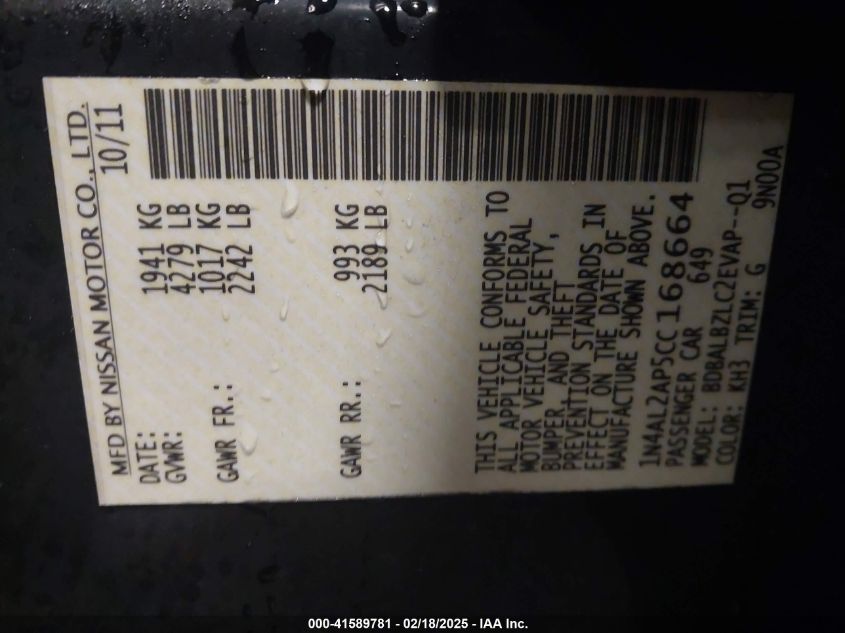 MFD BY NISSAN MOTOR CO., LTD.
DATE: 10/11
GVWR: 1941 KG
4279 LB
GAWR FR.: 1017 KG
2242 LB
GAWR RR.: 993 KG
2189 LB
THIS VEHICLE CONFORMS TO
ALL APPLICABLE FEDERAL
MOTOR VEHICLE SAFETY,
BUMPER, AND THEFT
PREVENTION STANDARDS IN
EFFECT ON THE DATE OF
MANUFACTURE SHOWN ABOVE.
1N4AL2AP5CC168664
PASSENGER CAR 649
MODEL: BDBALBZLC2EVAP--Q1
COLOR: KH3 TRIM: G 9N00A
000-41589781 - 02/18/2025 - IAA Inc.